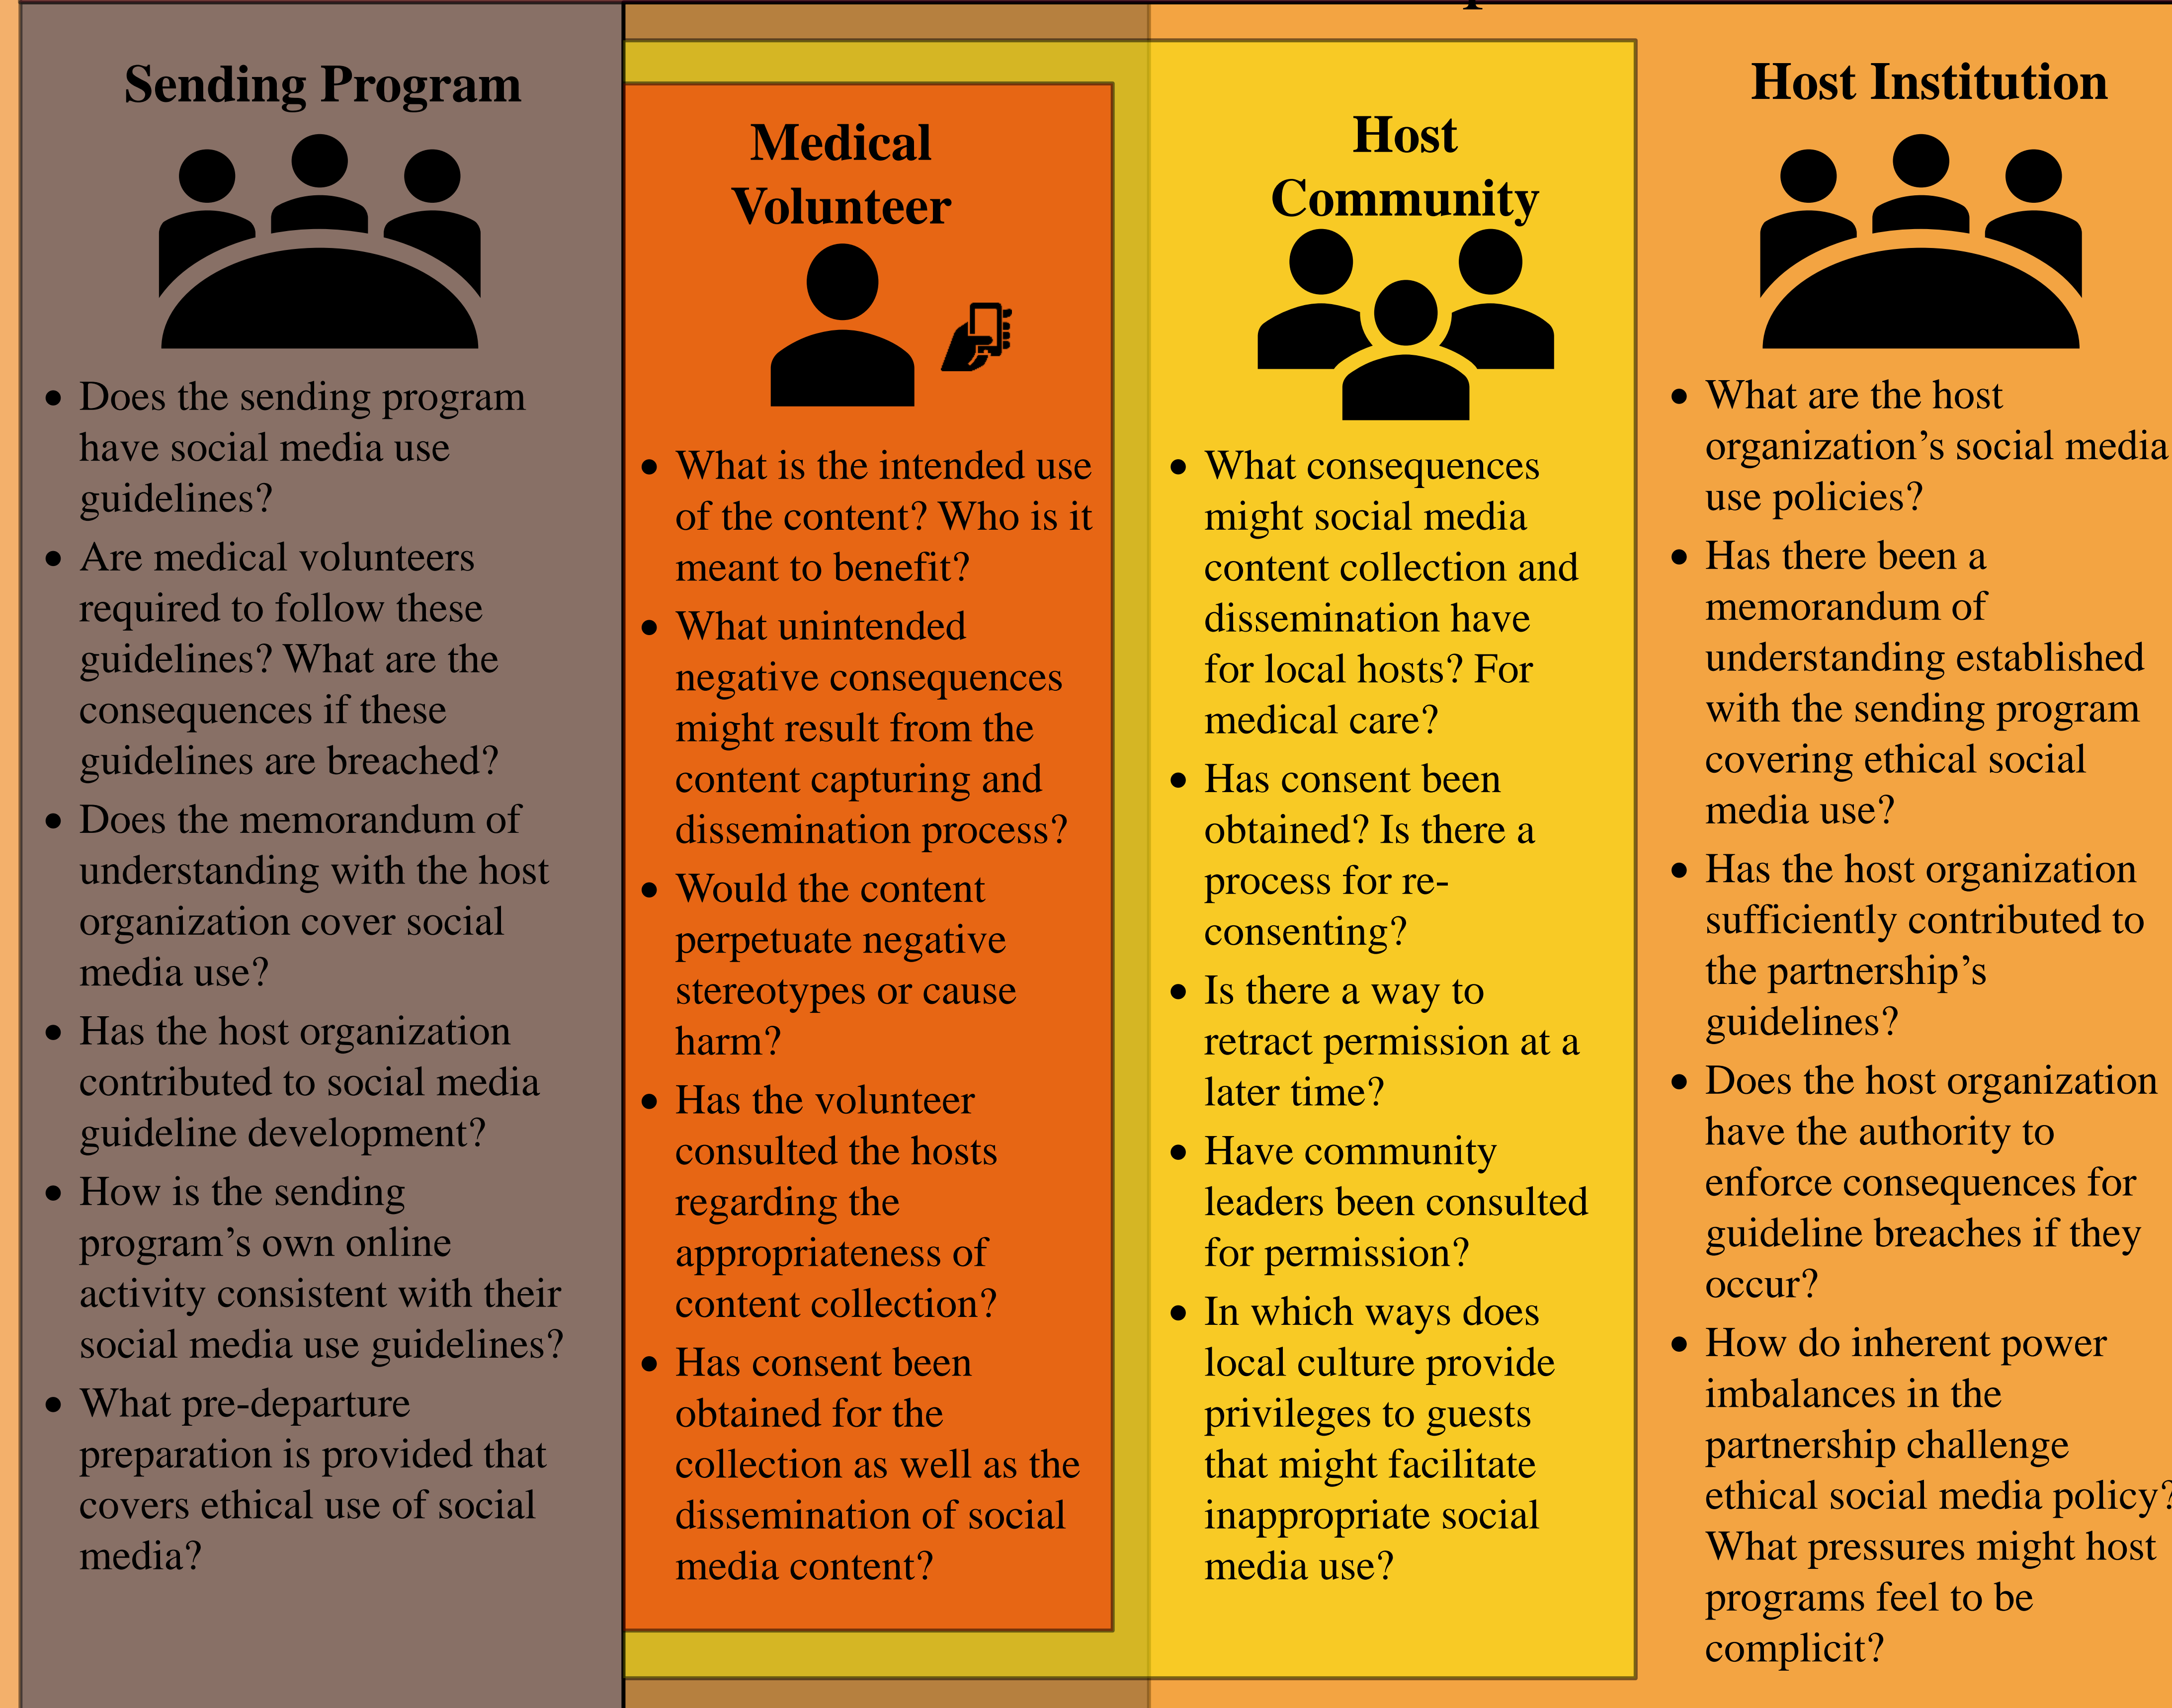 Sending Program
• Does the sending program
have social media use
guidelines?
• Are medical volunteers
required to follow these
guidelines? What are the
consequences if these
guidelines are breached?
• Does the memorandum of
understanding with the host
organization cover social
media use?
• Has the host organization
contributed to social media
guideline development?
• How is the sending
program’s own online
activity consistent with their
social media use guidelines?
• What pre-departure
preparation is provided that
covers ethical use of social
media?
Medical
Volunteer
• What is the intended use
of the content? Who is it
meant to benefit?
• What unintended
negative consequences
might result from the
content capturing and
dissemination process?
• Would the content
perpetuate negative
stereotypes or cause
harm?
• Has the volunteer
consulted the hosts
regarding the
appropriateness of
content collection?
• Has consent been
obtained for the
collection as well as the
dissemination of social
media content?
Host
Community
• What consequences
might social media
content collection and
dissemination have
for local hosts? For
medical care?
• Has consent been
obtained? Is there a
process for re-
consenting?
• Is there a way to
retract permission at a
later time?
• Have community
leaders been consulted
for permission?
• In which ways does
local culture provide
privileges to guests
that might facilitate
inappropriate social
media use?
Host Institution
• What are the host
organization’s social media
use policies?
• Has there been a
memorandum of
understanding established
with the sending program
covering ethical social
media use?
• Has the host organization
sufficiently contributed to
the partnership’s
guidelines?
• Does the host organization
have the authority to
enforce consequences for
guideline breaches if they
occur?
• How do inherent power
imbalances in the
partnership challenge
ethical social media policy?
What pressures might host
programs feel to be
complicit?